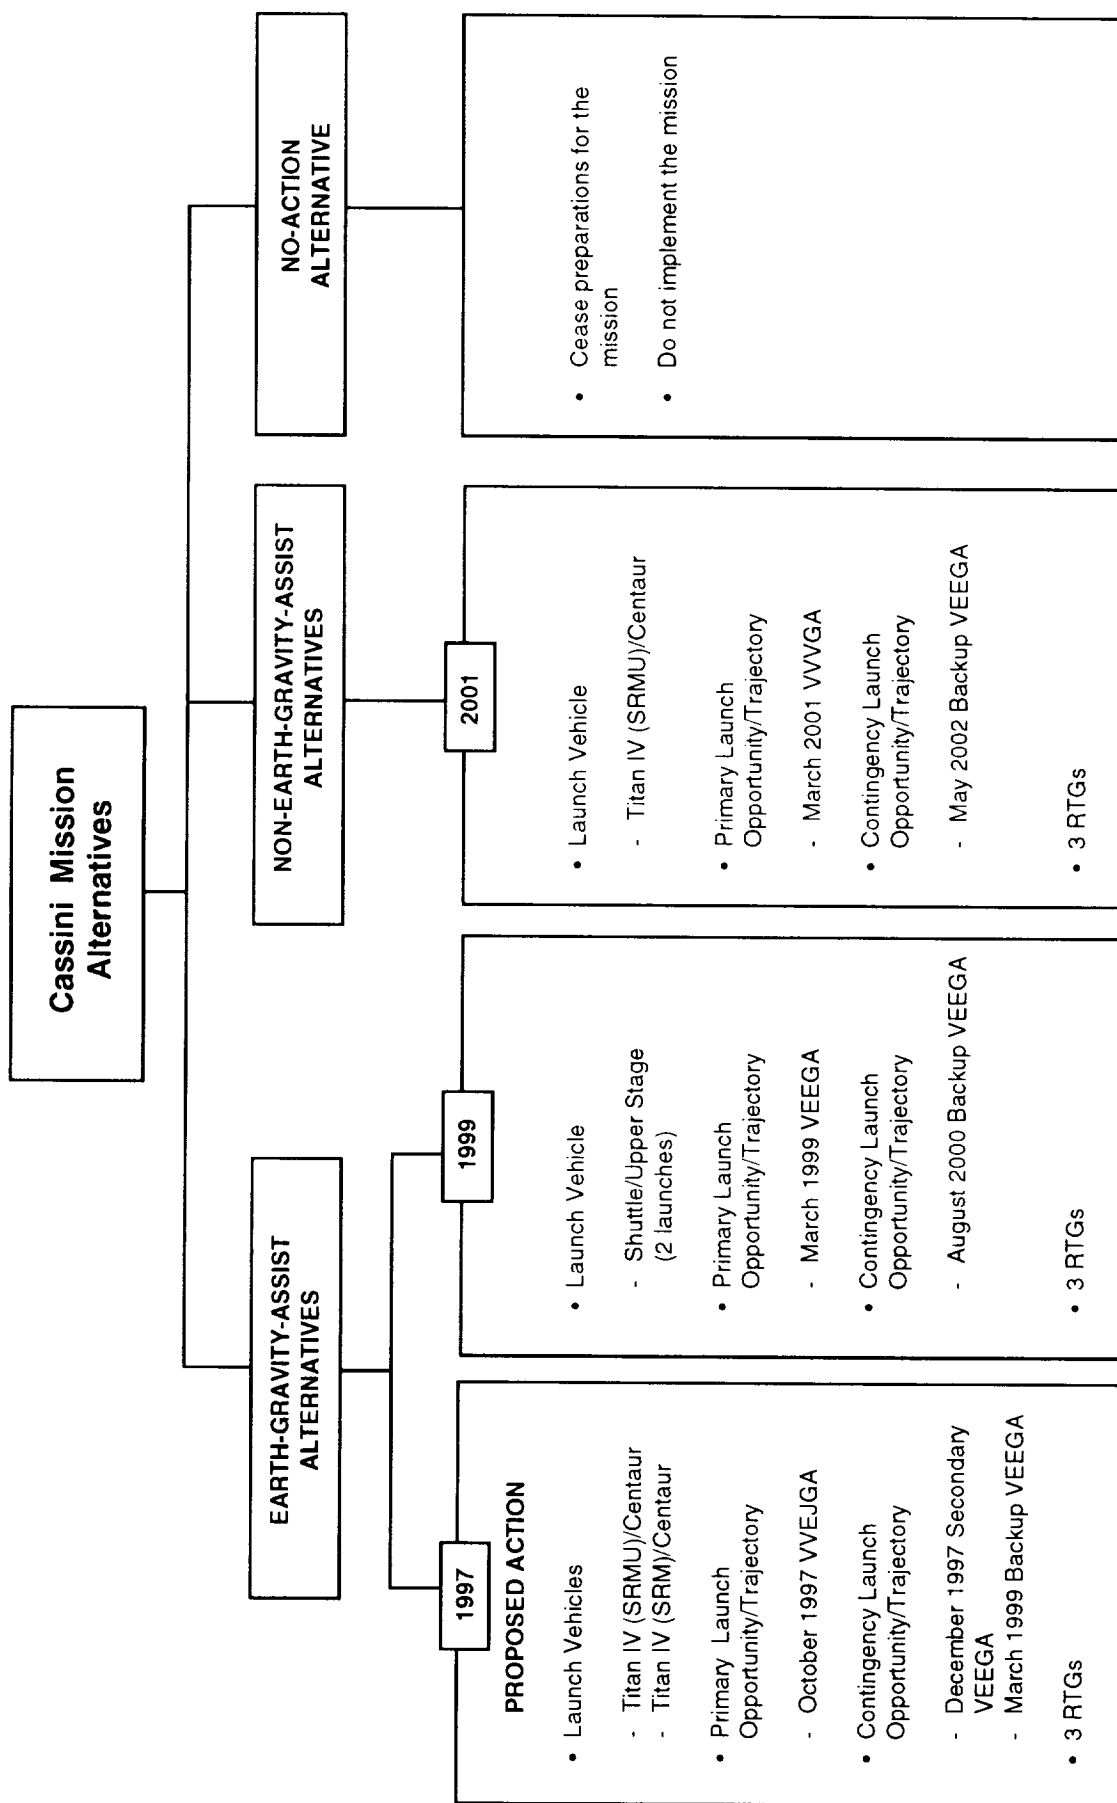 Cassini Mission
Alternatives
EARTH-GRAVITY-ASSIST
ALTERNATIVES
NON-EARTH-GRAVITY-ASSIST
ALTERNATIVES
NO-ACTION
ALTERNATIVE
1997
PROPOSED ACTION
• Launch Vehicles
- Titan IV (SRMU)/Centaur
- Titan IV (SRM)/Centaur
• Primary Launch
Opportunity/Trajectory
- October 1997 VVEJGA
• Contingency Launch
Opportunity/Trajectory
- December 1997 Secondary
VEEGA
- March 1999 Backup VEEGA
• 3 RTGs
1999
• Launch Vehicle
- Shuttle/Upper Stage
(2 launches)
• Primary Launch
Opportunity/Trajectory
- March 1999 VEEGA
• Contingency Launch
Opportunity/Trajectory
- August 2000 Backup VEEGA
• 3 RTGs
2001
• Launch Vehicle
- Titan IV (SRMU)/Centaur
• Primary Launch
Opportunity/Trajectory
- March 2001 VVVGA
• Contingency Launch
Opportunity/Trajectory
- May 2002 Backup VEEGA
• 3 RTGs
• Cease preparations for the
mission
• Do not implement the mission